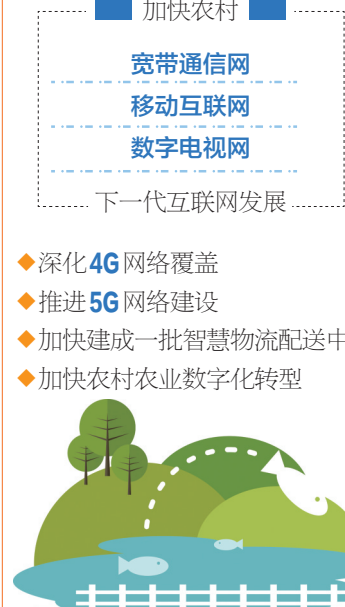 加快农村
宽带通信网
移动互联网
数字电视网
下一代互联网发展
◆深化4G网络覆盖
◆推进5G网络建设
◆加快建成一批智慧物流配送中
◆加快农村农业数字化转型